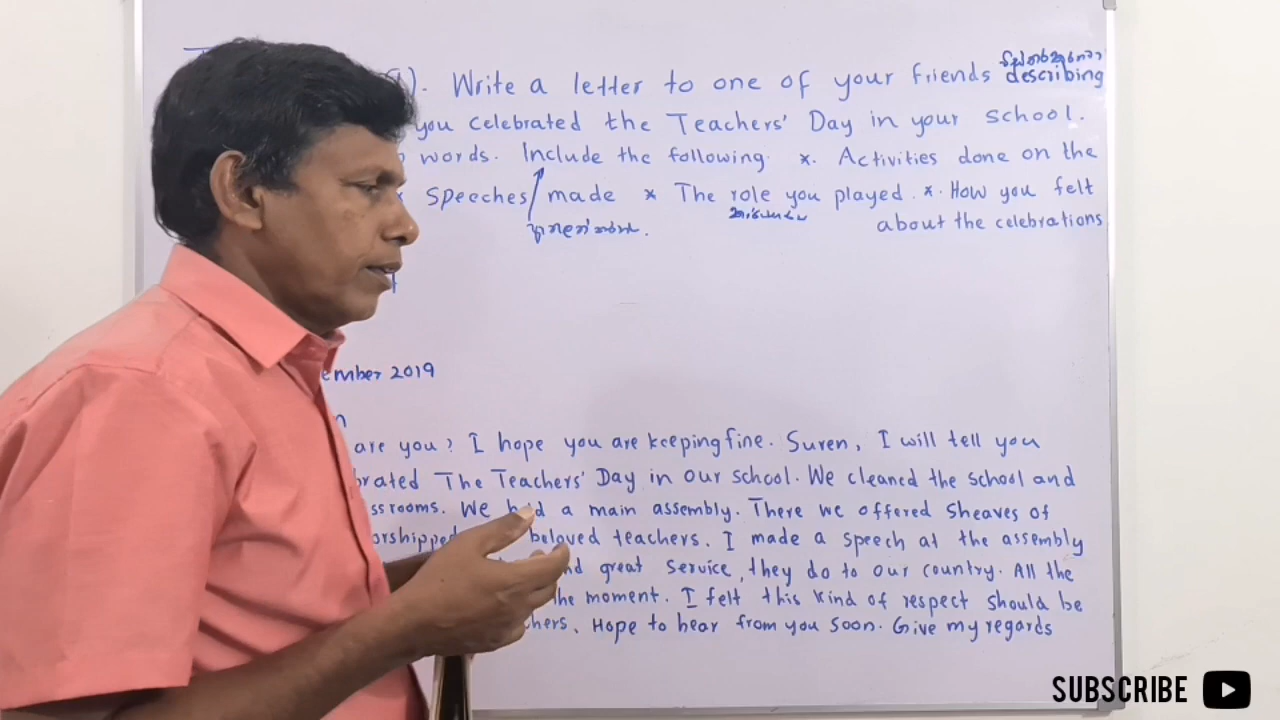 . Write a letter to one of your friends describing
you celebrated the Teachers' Day in your school.
words. Include the following * Activities done on the
speeches / made * The role you played. * How you felt
about the celebrations
ember 2019
are you? I hope you are keeping fine. Suren, I will tell you
brated The Teachers' Day in our school. We cleaned the school and
ssrooms. We had a main assembly. There we offered Sheaves of
orshipped beloved teachers. I made a speech at the assembly
nd great service, they do to our country. All the
the moment. I felt this kind of respect should be
chers. Hope to hear from you soon. Give my regards
SUBSCRIBE